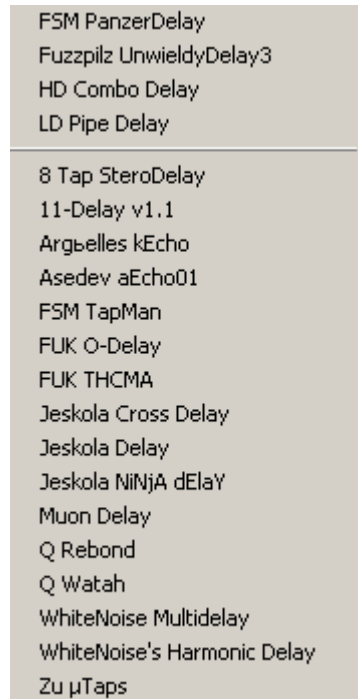 FSM PanzerDelay
Fuzzpilz UnwieldyDelay3
HD Combo Delay
LD Pipe Delay
8 Tap SteroDelay
11-Delay v1.1
Argьelles kEcho
Asedev aEcho01
FSM TapMan
FUK O-Delay
FUK THCMA
Jeskola Cross Delay
Jeskola Delay
Jeskola NiNjA dElaY
Muon Delay
Q Rebond
Q Watah
WhiteNoise Multidelay
WhiteNoise's Harmonic Delay
Zu µTaps